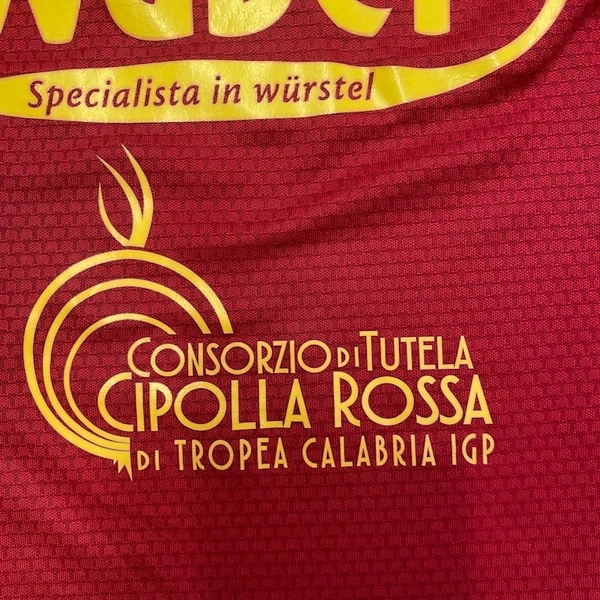 Specialista in würstel
CONSORZIO DI TUTELA
CIPOLLA ROSSA
DI TROPEA CALABRIA IGP